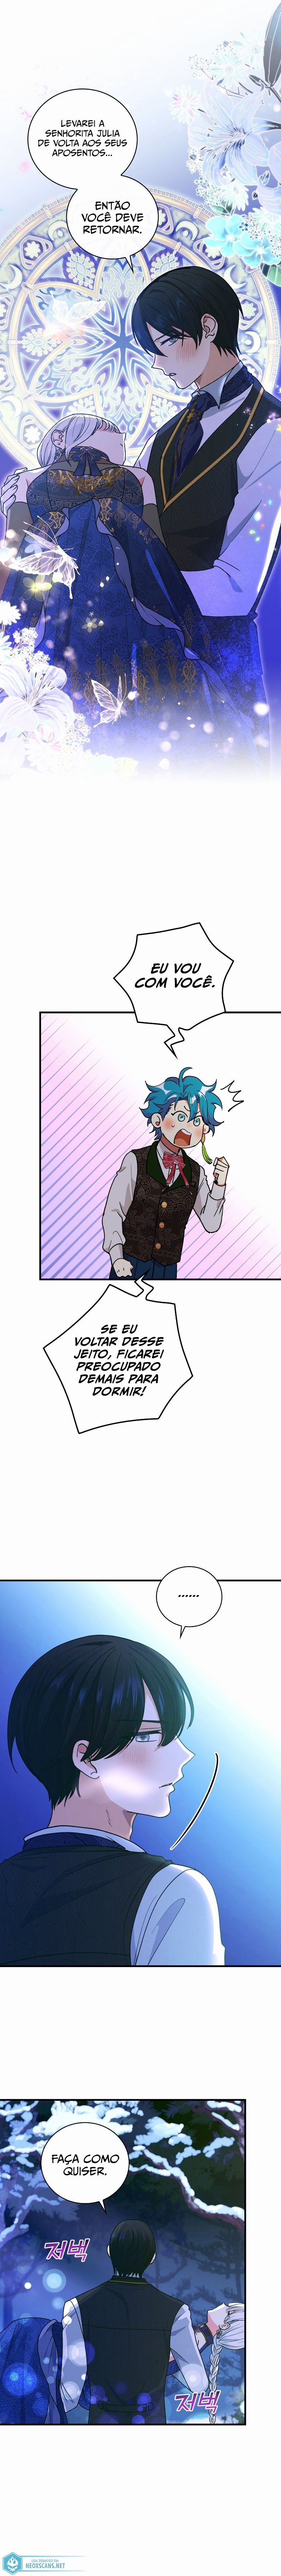 LEVAREI A
SENHORITA JULIA
DE VOLTA AOS SEUS
APOSENTOS...
ENTÃO
VOCÊ DEVE
RETORNAR.
EU VOU
COM VOCÊ.
SE EU
VOLTAR DESSE
JEITO, FICAREI
PREOCUPADO
DEMAIS PARA
DORMIR!
......
FAÇA COMO
QUISER.
저벅
저벅
NEOXSCANS.NET